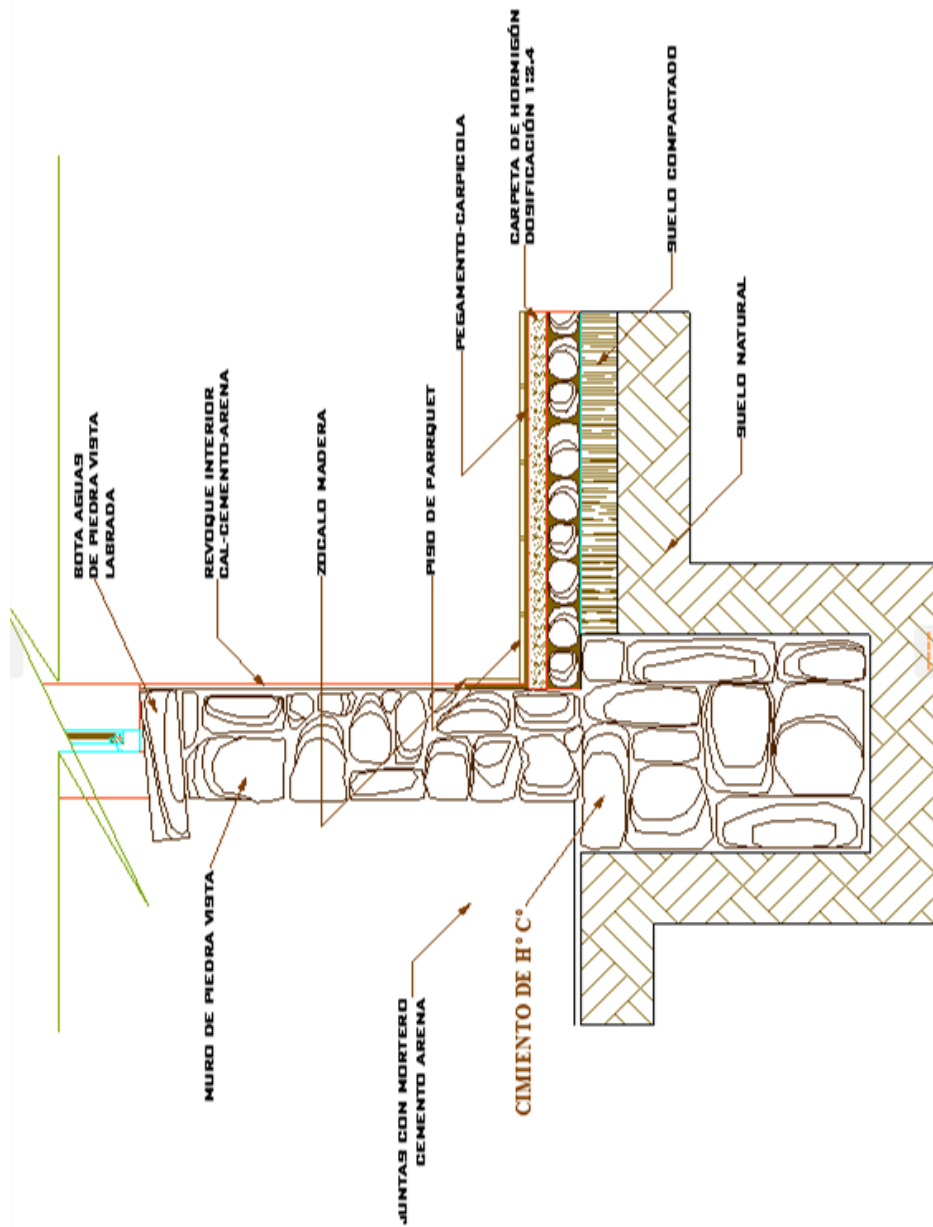 BOTA AGUAS
DE PIEDRA VISTA
LABRADA
REVOQUE INTERIOR
CAL-CEMENTO-ARENA
ZOCALO MADERA
PISO DE PARRQUET
PEGAMENTO-CARPICOLA
CARPETA DE HORMIGÓN
DOSIFICACIÓN 1:2.4
SUELO COMPACTADO
SUELO NATURAL
MURO DE PIEDRA VISTA
JUNTAS CON MORTERO
CEMENTO ARENA
CIMIENTO DE H° C°